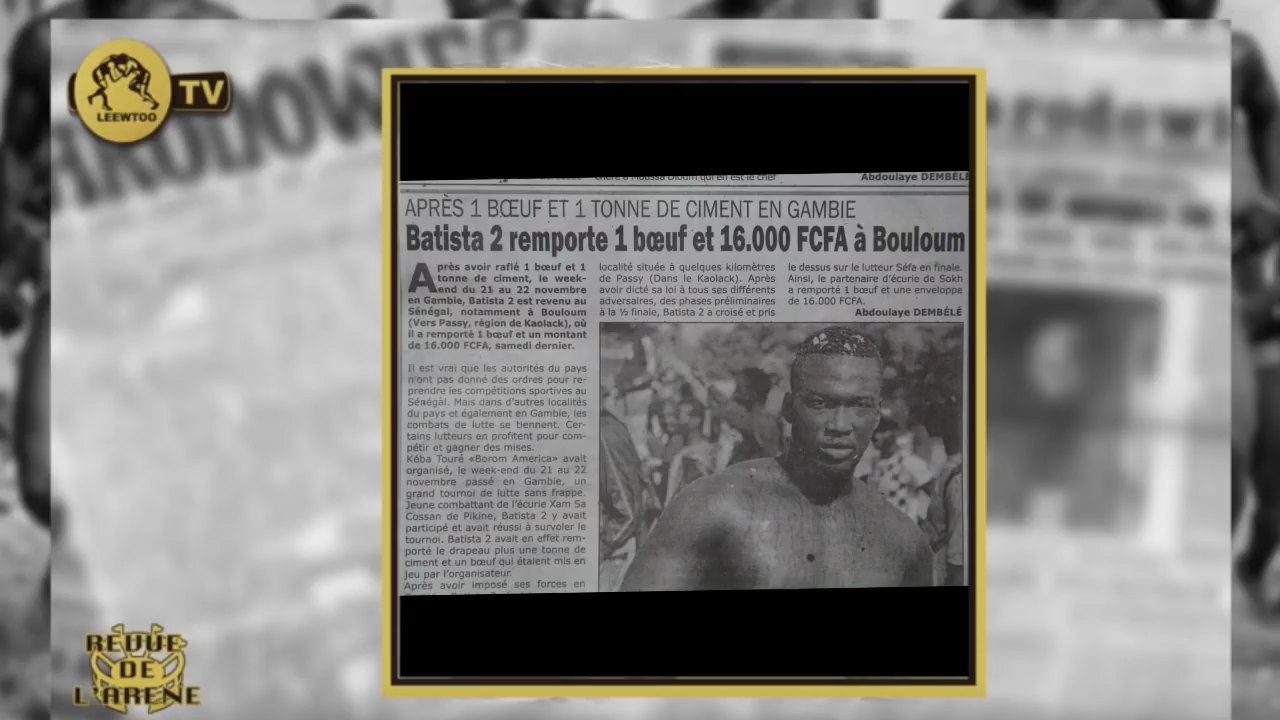 LEEWTOO
TV
Abdoulaye DEMBÉLÉ
APRÈS 1 BŒUF ET 1 TONNE DE CIMENT EN GAMBIE
Batista 2 remporte 1 bœuf et 16.000 FCFA à Bouloum
Après avoir raflé 1 bœuf et 1
tonne de ciment, le week-
end du 21 au 22 novembre
en Gambie, Batista 2 est revenu au
Sénégal, notamment à Bouloum
(Vers Passy, région de Kaolack), où
il a remporté 1 bœuf et un montant
de 16.000 FCFA, samedi dernier.
Il est vrai que les autorités du pays
n'ont pas donné des ordres pour re-
prendre les compétitions sportives au
Sénégal. Mais dans d'autres localités
du pays et également en Gambie, les
combats de lutte se tiennent. Cer-
tains lutteurs en profitent pour com-
pétir et gagner des mises.
Kéba Touré «Borom America» avait
organisé, le week-end du 21 au 22
novembre passé en Gambie, un
grand tournoi de lutte sans frappe.
Jeune combattant de l'écurie Xam Sa
Cossan de Pikine, Batista 2 y avait
participé et avait réussi à survoler le
tournoi. Batista 2 avait en effet rem-
porté le drapeau plus une tonne de
ciment et un bœuf qui étaient mis en
jeu par l'organisateur.
Après avoir imposé ses forces en
localité située à quelques kilomètres
de Passy (Dans le Kaolack). Après
avoir dicté sa loi à tous ses différents
adversaires, des phases préliminaires
à la ½ finale, Batista 2 a croisé et pris
le dessus sur le lutteur Séfa en finale.
Ainsi, le partenaire d'écurie de Sokh
a remporté 1 bœuf et une enveloppe
de 16.000 FCFA.
Abdoulaye DEMBÉLÉ
REVUE
DE
L'ARENE